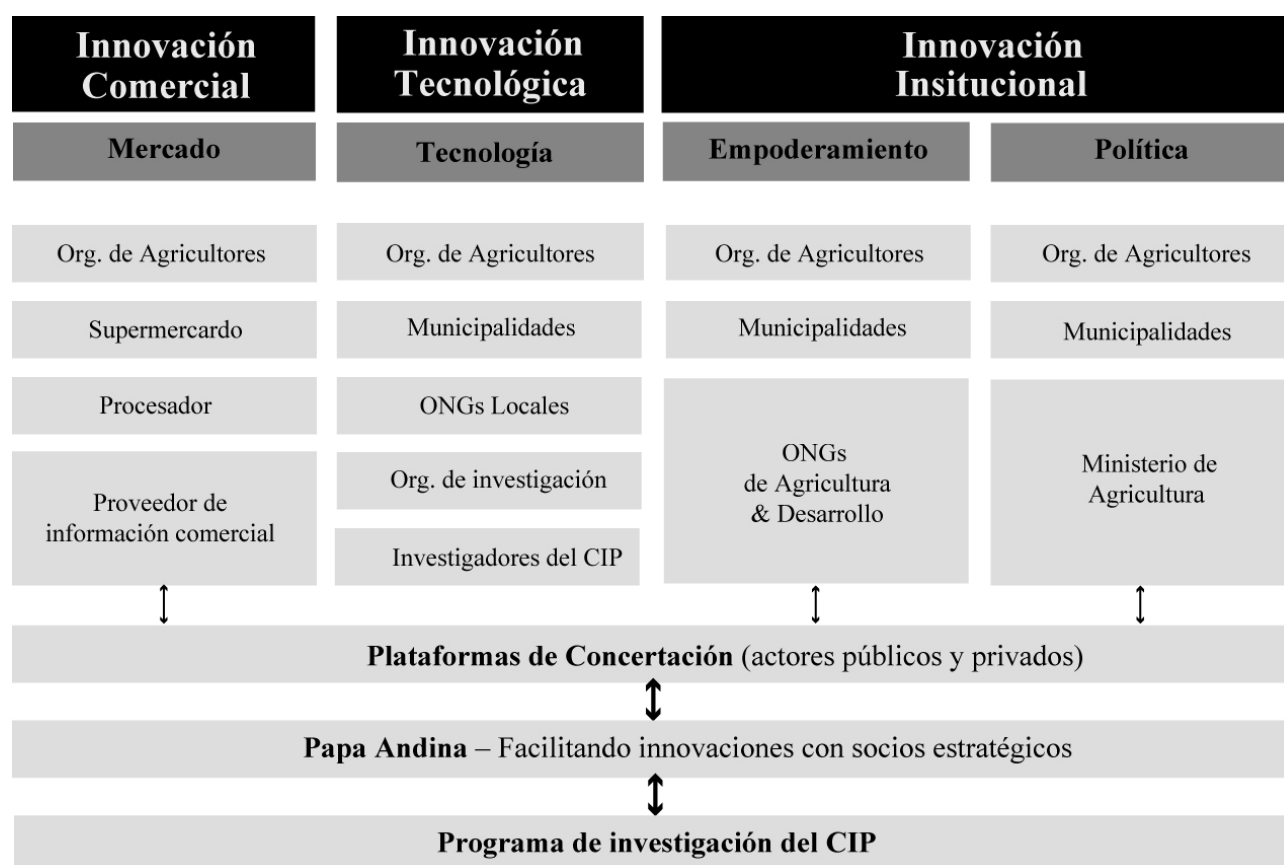 Innovación
Comercial
Innovación
Tecnológica
Innovación
Insitucional
Mercado
Tecnología
Empoderamiento
Política
Org. de Agricultores
Supermercardo
Procesador
Proveedor de
información comercial
Org. de Agricultores
Municipalidades
ONGs Locales
Org. de investigación
Investigadores del CIP
Org. de Agricultores
Municipalidades
ONGs
de Agricultura
& Desarrollo
Org. de Agricultores
Municipalidades
Ministerio de
Agricultura
Plataformas de Concertación (actores públicos y privados)
Papa Andina – Facilitando innovaciones con socios estratégicos
Programa de investigación del CIP